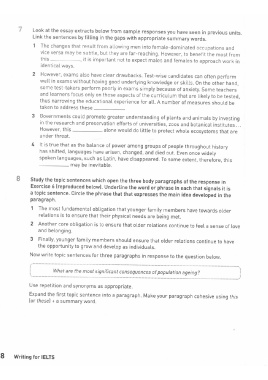 7 Look at the essay extracts below from sample responses you have seen in previous units.
Link the sentences by filling in the gaps with appropriate summary words.
1 The changes that result from allowing men into female-dominated occupations and
vice versa may be subtle, but they are far-reaching. However, to benefit the most from
this ________, it is important not to expect males and females to approach work in
identical ways.
2 However, exams also have clear drawbacks. Test-wise candidates can often perform
well in exams without having good underlying knowledge or skills. On the other hand,
some test takers perform poorly in exams simply because of anxiety. Some teachers
and learners focus only on those aspects of the curriculum that are likely to be tested,
thus narrowing the educational experience for all. A number of measures should be
taken to address these ________
3 Governments could promote greater understanding of plants and animals by investing
in the research and preservation efforts of universities, zoos and botanical institutes.
However, this ________ alone would do little to protect whole ecosystems that are
under threat.
4 It is true that as the balance of power among groups of people throughout history
has shifted, languages have arisen, changed, and died out. Even once widely
spoken languages, such as Latin, have disappeared. To some extent, therefore, this
________ may be inevitable.
8 Study the topic sentences which open the three body paragraphs of the response in
Exercise 6 (reproduced below). Underline the word or phrase in each that signals it is
a topic sentence. Circle the phrase that that expresses the main idea developed in the
paragraph.
1 The most fundamental obligation that younger family members have towards older
relations is to ensure that their physical needs are being met.
2 Another core obligation is to ensure that older relations continue to feel a sense of love
and belonging.
3 Finally, younger family members should ensure that older relations continue to have
the opportunity to grow and develop as individuals.
Now write topic sentences for three paragraphs in response to the question below.
What are the most significant consequences of population ageing?
Use repetition and synonyms as appropriate.
Expand the first topic sentence into a paragraph. Make your paragraph cohesive using this
(or these) + a summary word.
8 Writing for IELTS